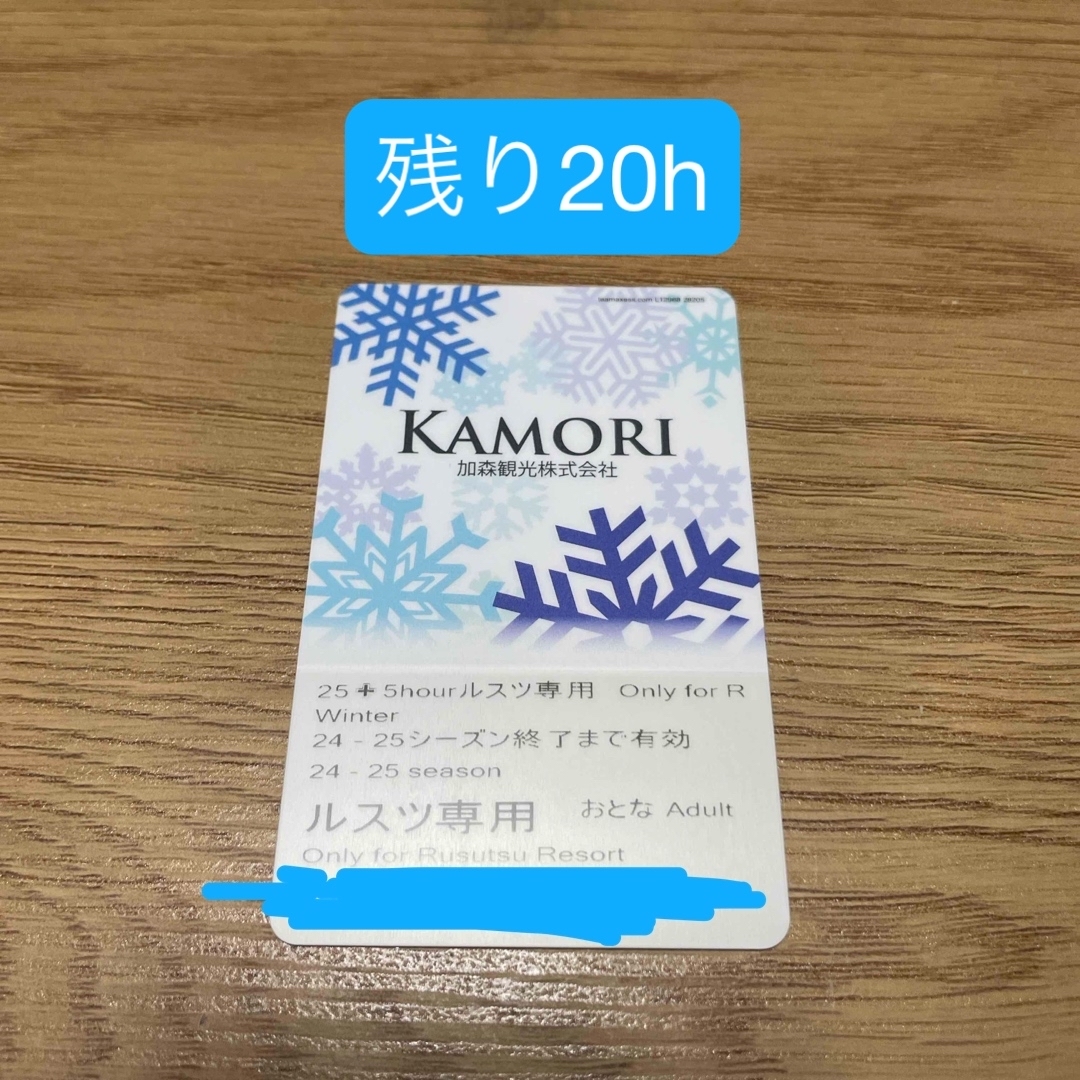 残り20h
KAMORI
加森観光株式会社
25+5hourルスツ専用 Only for R
Winter
24-25シーズン終了まで有効
24-25 season
ルスツ専用 おとな Adult
Only for Rusutsu Resort